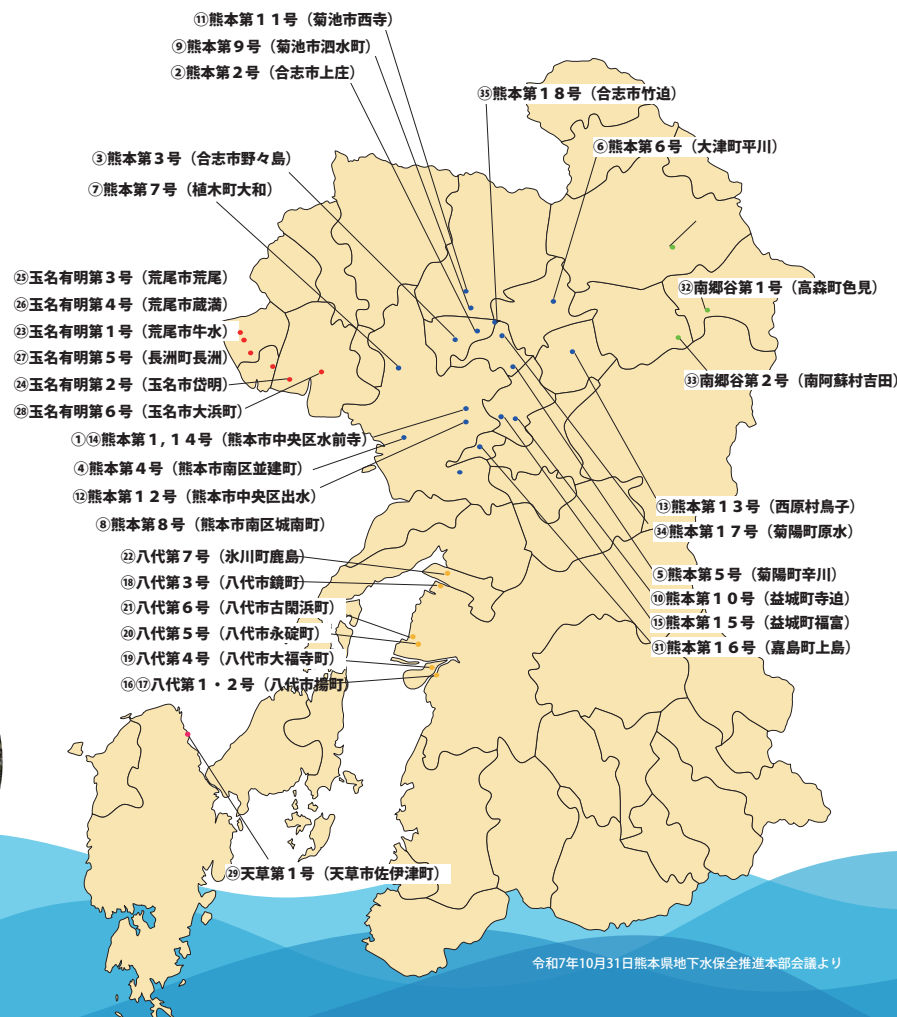 ⑪熊本第１１号（菊池市西寺）
⑨熊本第９号（菊池市泗水町）
②熊本第２号（合志市上庄）
㉟熊本第１８号（合志市竹迫）
⑥熊本第６号（大津町平川）
③熊本第３号（合志市野々島）
⑦熊本第７号（植木町大和）
㉕玉名有明第３号（荒尾市荒尾）
㉖玉名有明第４号（荒尾市蔵満）
㉓玉名有明第１号（荒尾市牛水）
㉗玉名有明第５号（長洲町長洲）
㉔玉名有明第２号（玉名市岱明）
㉘玉名有明第６号（玉名市大浜町）
㉜南郷谷第１号（高森町色見）
㉝南郷谷第２号（南阿蘇村吉田）
①⑭熊本第１,１４号（熊本市中央区水前寺）
④熊本第４号（熊本市南区並建町）
⑫熊本第１２号（熊本市中央区出水）
⑧熊本第８号（熊本市南区城南町）
⑬熊本第１３号（西原村鳥子）
㉞熊本第１７号（菊陽町原水）
⑤熊本第５号（菊陽町辛川）
⑩熊本第１０号（益城町寺迫）
⑮熊本第１５号（益城町福富）
㉛熊本第１６号（嘉島町上島）
㉒八代第７号（氷川町鹿島）
⑱八代第３号（八代市鏡町）
㉑八代第６号（八代市古閑浜町）
⑳八代第５号（八代市永碇町）
⑲八代第４号（八代市大福寺町）
⑯⑰八代第１・２号（八代市揚町）
㉙天草第１号（天草市佐伊津町）
令和7年10月31日熊本県地下水保全推進本部会議より